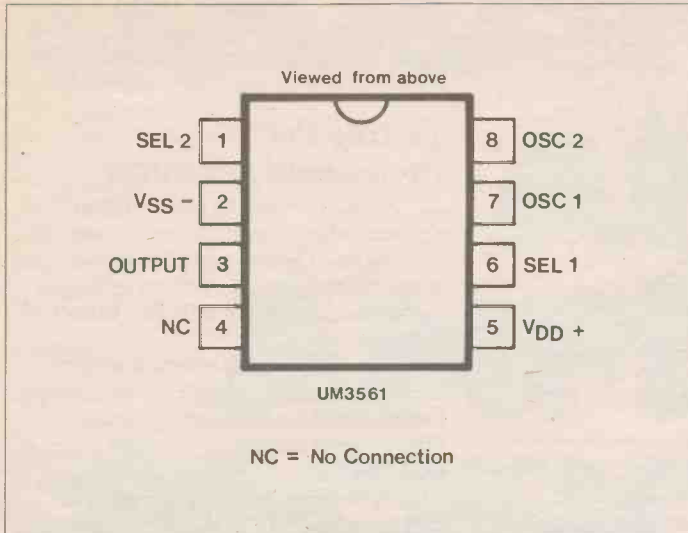 Viewed from above
SEL 2 1
8 OSC 2
VSS - 2
7 OSC 1
OUTPUT 3
6 SEL 1
NC 4
5 VDD +
UM3561
NC = No Connection